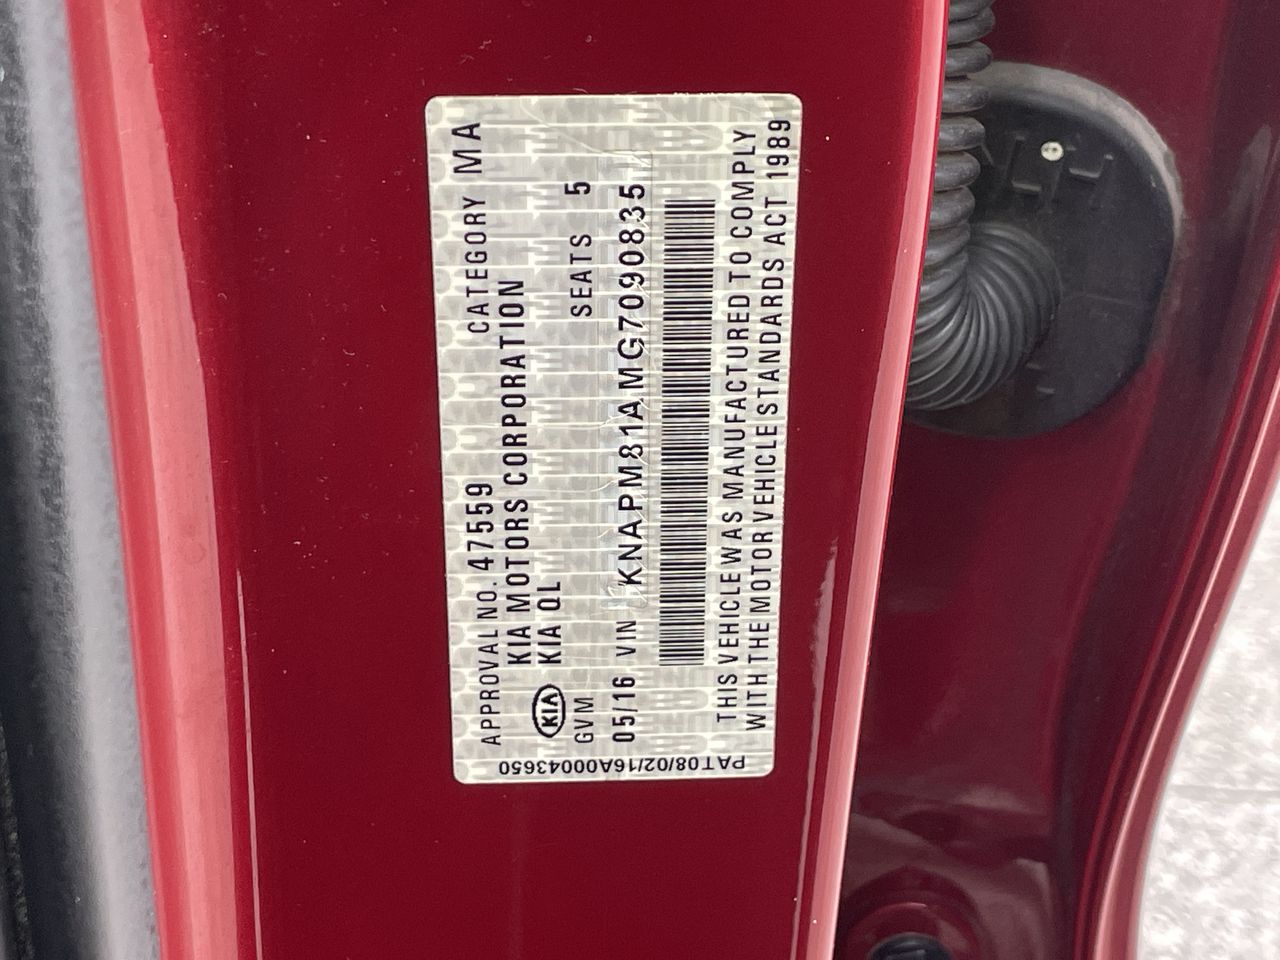 APPROVAL NO. 47559 CATEGORY MA
KIA MOTORS CORPORATION
KIA QL
KIA
GVM SEATS 5
05/16 VIN KNAPM81AMG7090835
THIS VEHICLE WAS MANUFACTURED TO COMPLY
WITH THE MOTOR VEHICLE STANDARDS ACT 1989
PAT08/02/16A00043650